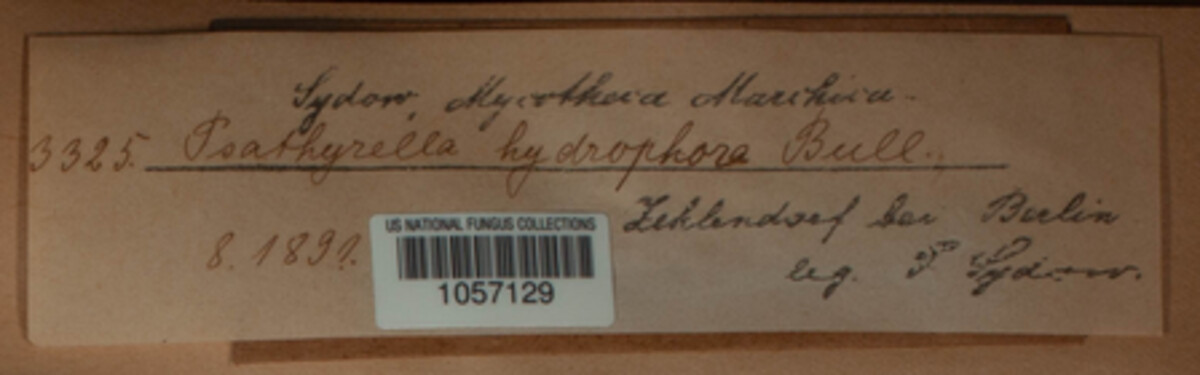 Sydow, Mycotheca Marchica.
3325. Psathyrella hydrophora Bull.
Zehlendorf bei Berlin
8. 1891.
leg. P Sydow.
US NATIONAL FUNGUS COLLECTIONS
1057129